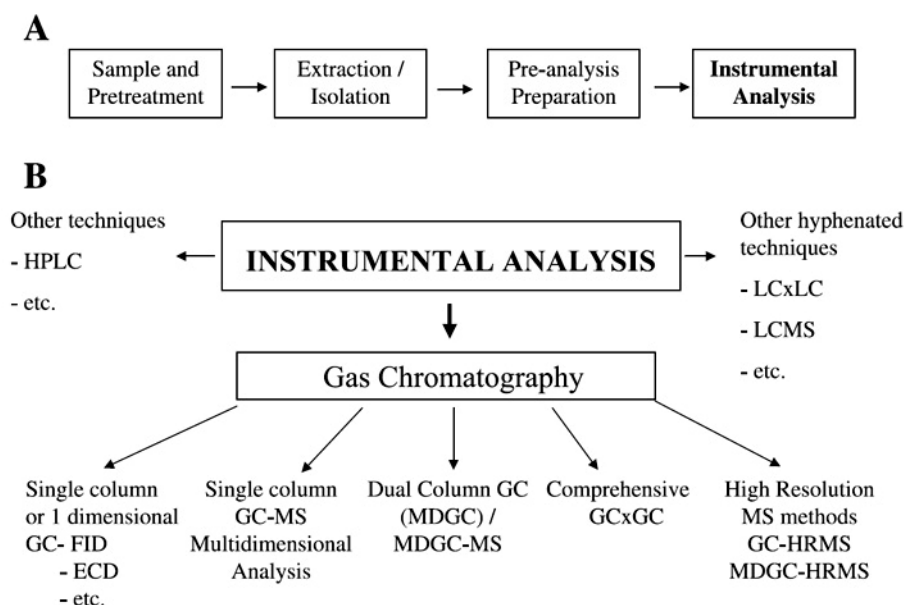 A
Sample and
Pretreatment
Extraction /
Isolation
Pre-analysis
Preparation
Instrumental
Analysis
B
Other techniques
- HPLC
- etc.
INSTRUMENTAL ANALYSIS
Other hyphenated
techniques
- LCxLC
- LCMS
- etc.
Gas Chromatography
Single column
or 1 dimensional
GC- FID
- ECD
- etc.
Single column
GC-MS
Multidimensional
Analysis
Dual Column GC
(MDGC) /
MDGC-MS
Comprehensive
GCxGC
High Resolution
MS methods
GC-HRMS
MDGC-HRMS